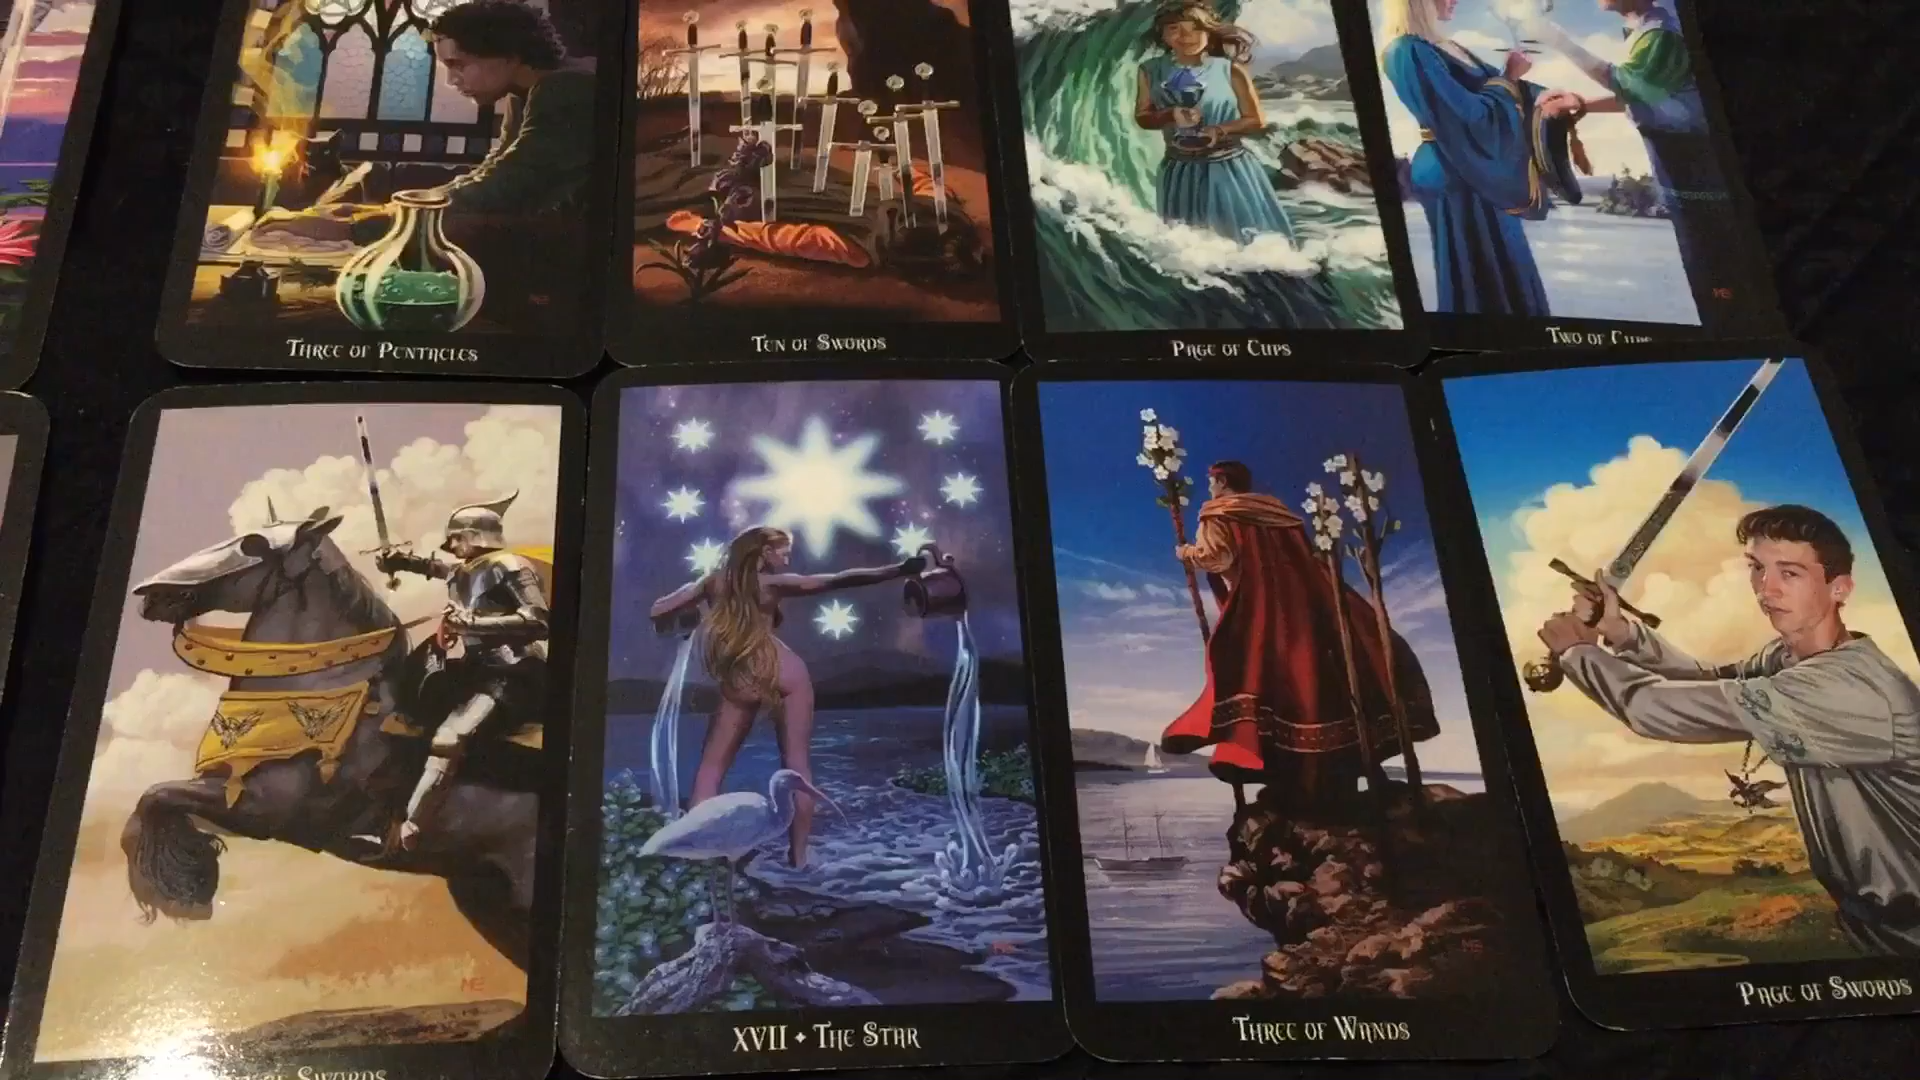 Three of Pentacles
Ten of Swords
Page of Cups
Two of Cups
XVII • The Star
Three of Wands
Page of Swords
of Swords